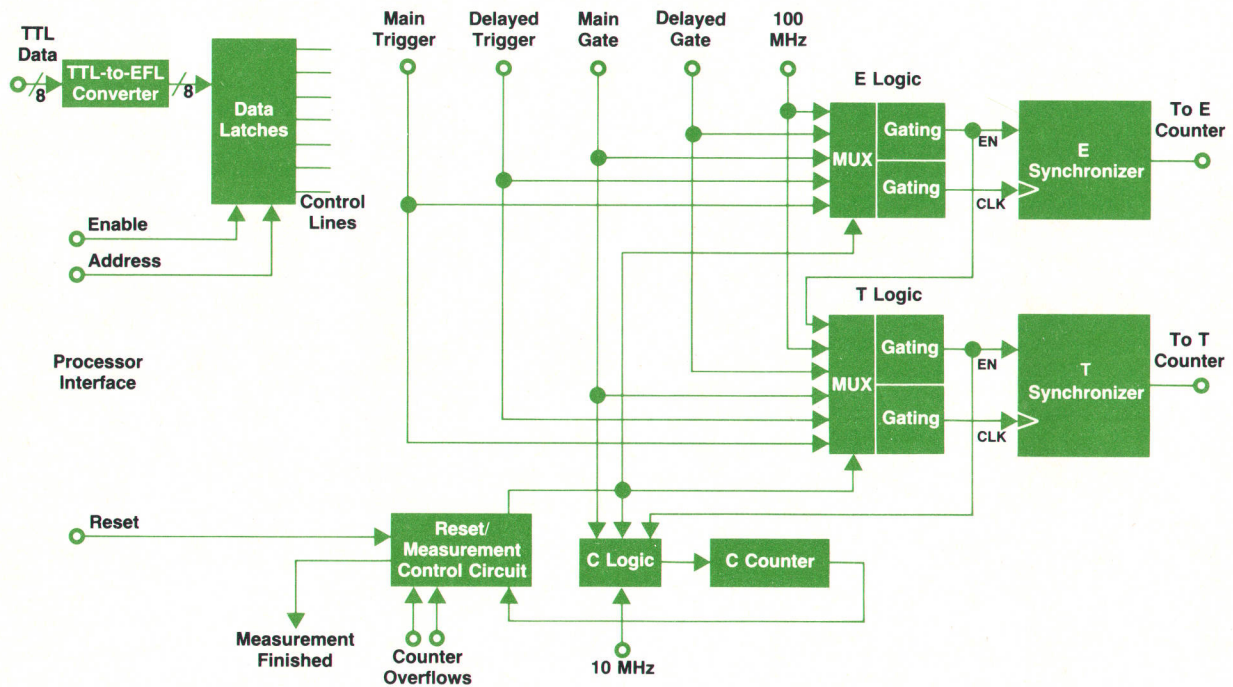 TTL
Data
8
TTL-to-EFL
Converter
8
Data
Latches
Control
Lines
Enable
Address
Processor
Interface
Main
Trigger
Delayed
Trigger
Main
Gate
Delayed
Gate
100
MHz
E Logic
MUX
Gating
Gating
EN
CLK
E
Synchronizer
To E
Counter
T Logic
MUX
Gating
Gating
EN
CLK
T
Synchronizer
To T
Counter
Reset
Reset/
Measurement
Control Circuit
C Logic
C Counter
Measurement
Finished
Counter
Overflows
10 MHz